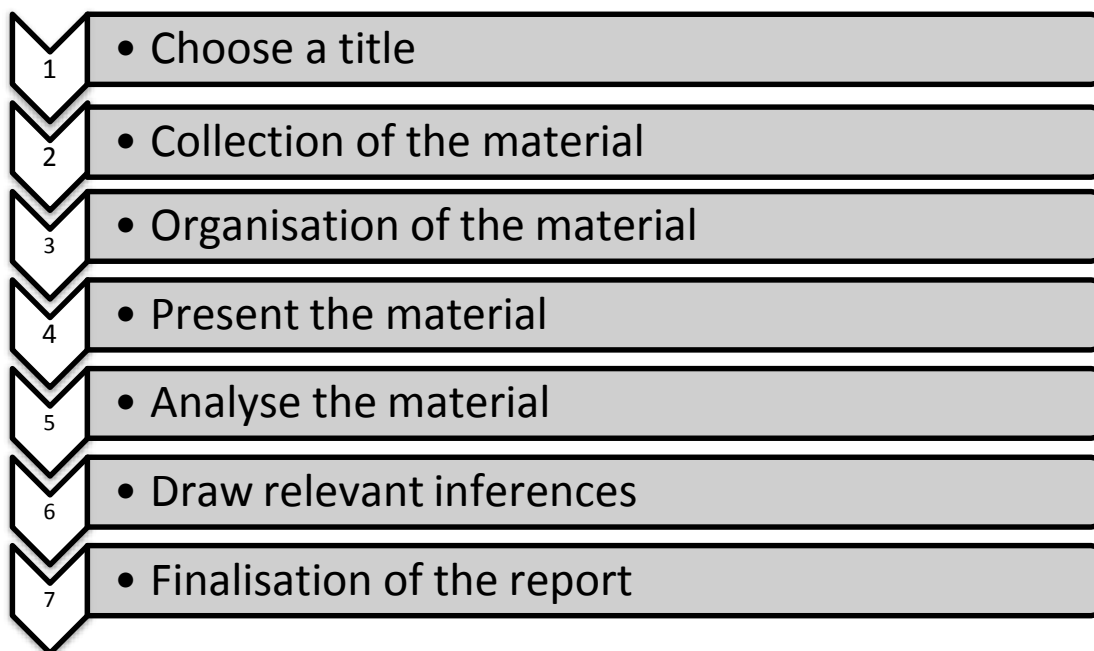 1 • Choose a title
2 • Collection of the material
3 • Organisation of the material
4 • Present the material
5 • Analyse the material
6 • Draw relevant inferences
7 • Finalisation of the report